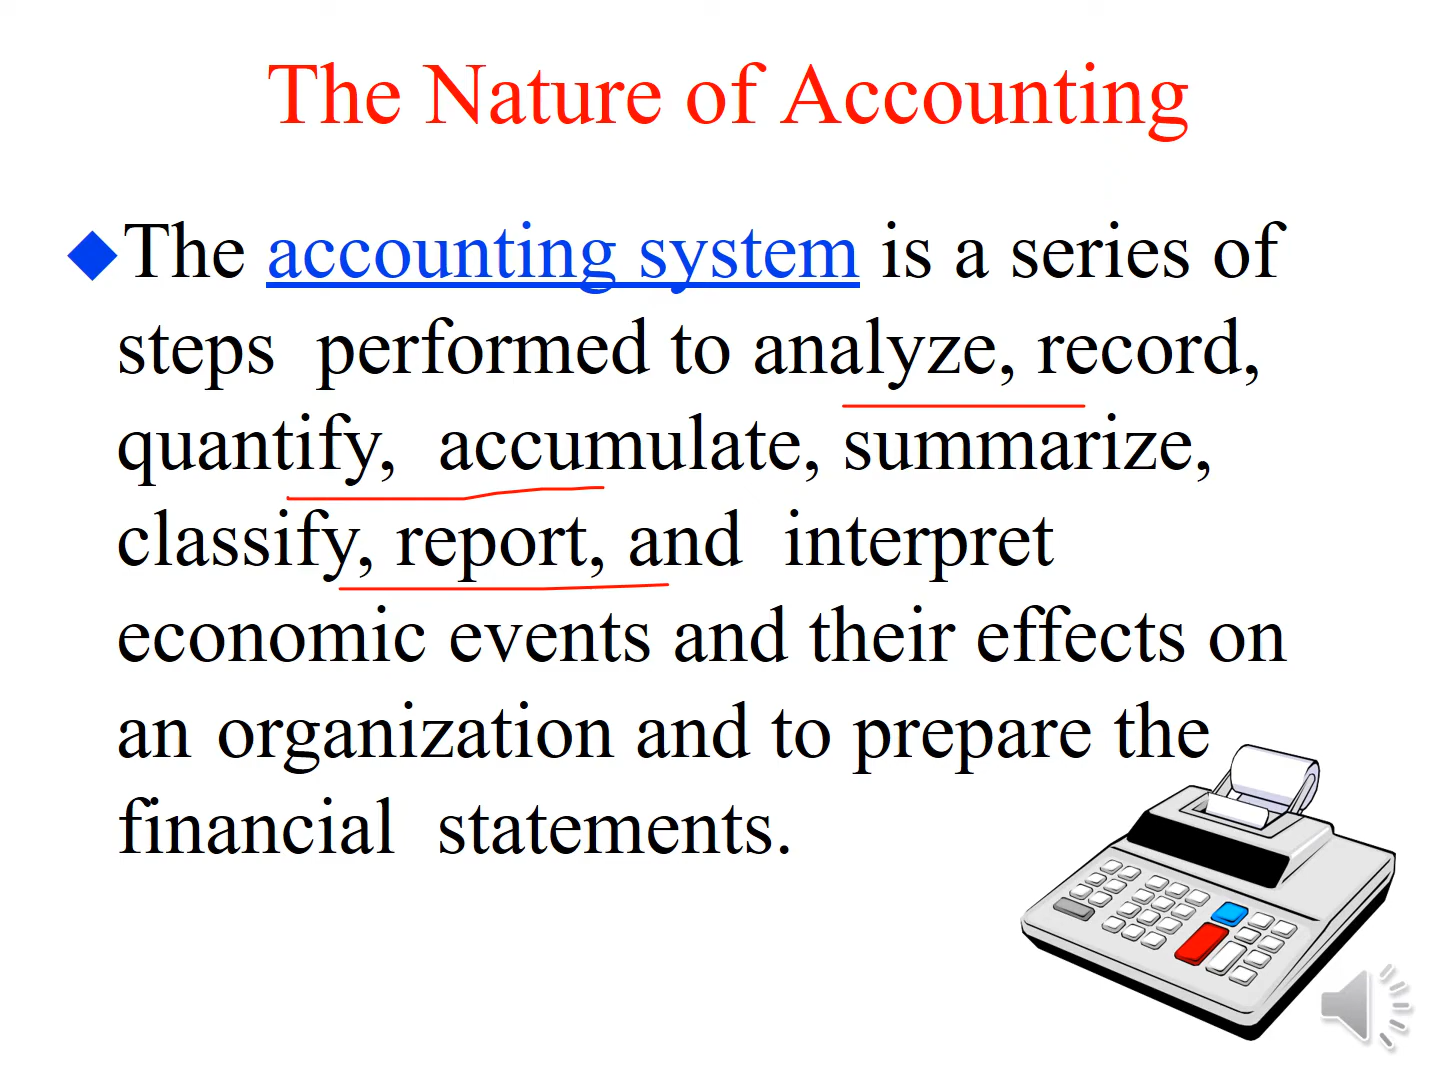 The Nature of Accounting
The accounting system is a series of
steps performed to analyze, record,
quantify, accumulate, summarize,
classify, report, and interpret
economic events and their effects on
an organization and to prepare the
financial statements.